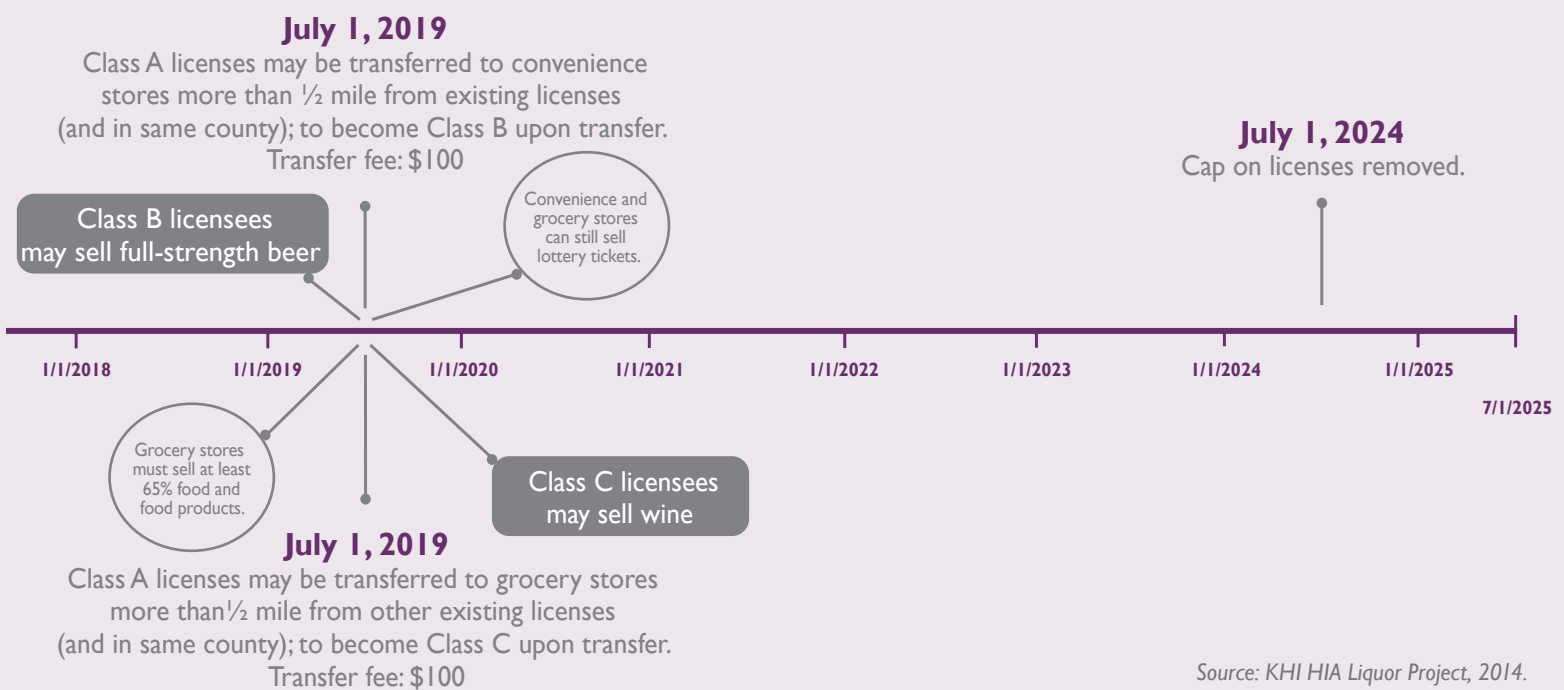 July 1, 2019
Class A licenses may be transferred to convenience
stores more than ½ mile from existing licenses
(and in same county); to become Class B upon transfer.
Transfer fee: $100
July 1, 2024
Cap on licenses removed.
Class B licensees
may sell full-strength beer
Convenience and
grocery stores
can still sell
lottery tickets.
1/1/2018
1/1/2019
1/1/2020
1/1/2021
1/1/2022
1/1/2023
1/1/2024
1/1/2025
7/1/2025
Grocery stores
must sell at least
65% food and
food products.
Class C licensees
may sell wine
July 1, 2019
Class A licenses may be transferred to grocery stores
more than½ mile from other existing licenses
(and in same county); to become Class C upon transfer.
Transfer fee: $100
Source: KHI HIA Liquor Project, 2014.